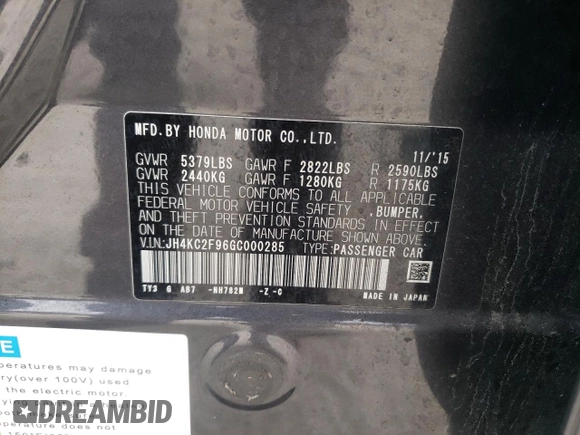 MFD.BY HONDA MOTOR CO.,LTD.
11/'15
GVWR 5379LBS GAWR F 2822LBS R 2590LBS
GVWR 2440KG GAWR F 1280KG R 1175KG
THIS VEHICLE CONFORMS TO ALL APPLICABLE
FEDERAL MOTOR VEHICLE SAFETY ,BUMPER,
AND THEFT PREVENTION STANDARDS IN EFFECT
ON THE DATE OF MANUFACTURE SHOWN ABOVE.
V.I.N:JH4KC2F96GC000285 TYPE:PASSENGER CAR
TY3 G AB7 -NH782M -Z -C MADE IN JAPAN
peratures may damage
ry(over 100V) used
the electric motor.
DREAMBID